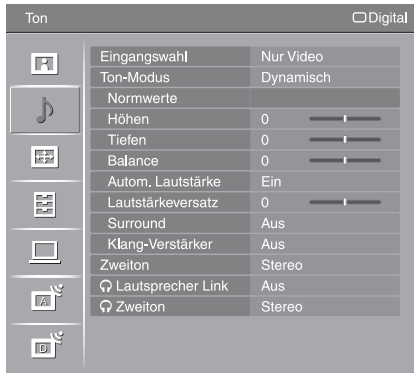 Ton Digital
Eingangswahl Nur Video
Ton-Modus Dynamisch
Normwerte
Höhen 0
Tiefen 0
Balance 0
Autom. Lautstärke Ein
Lautstärkeversatz 0
Surround Aus
Klang-Verstärker Aus
Zweiton Stereo
Lautsprecher Link Aus
Zweiton Stereo
A
D